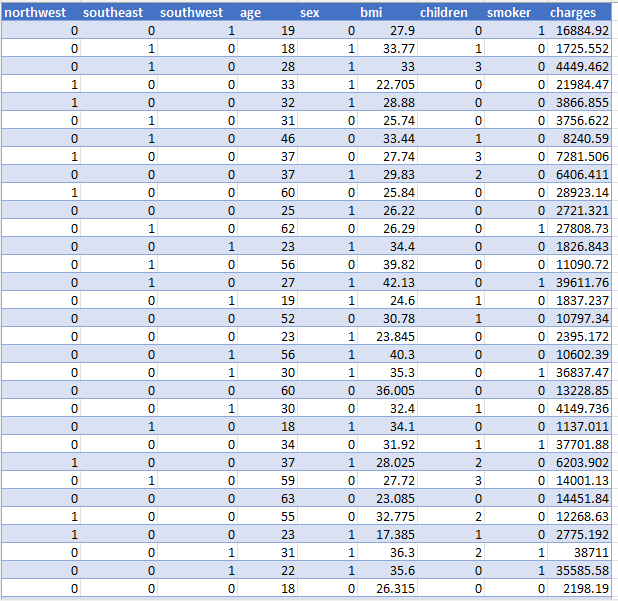 northwest southeast southwest age sex bmi children smoker charges
0 0 1 19 0 27.9 0 1 16884.92
0 1 0 18 1 33.77 1 0 1725.552
0 1 0 28 1 33 3 0 4449.462
1 0 0 33 1 22.705 0 0 21984.47
1 0 0 32 1 28.88 0 0 3866.855
0 1 0 31 0 25.74 0 0 3756.622
0 1 0 46 0 33.44 1 0 8240.59
1 0 0 37 0 27.74 3 0 7281.506
0 0 0 37 1 29.83 2 0 6406.411
1 0 0 60 0 25.84 0 0 28923.14
0 0 0 25 1 26.22 0 0 2721.321
0 1 0 62 0 26.29 0 1 27808.73
0 0 1 23 1 34.4 0 0 1826.843
0 1 0 56 0 39.82 0 0 11090.72
0 1 0 27 1 42.13 0 1 39611.76
0 0 1 19 1 24.6 1 0 1837.237
0 0 0 52 0 30.78 1 0 10797.34
0 0 0 23 1 23.845 0 0 2395.172
0 0 1 56 1 40.3 0 0 10602.39
0 0 1 30 1 35.3 0 1 36837.47
0 0 0 60 0 36.005 0 0 13228.85
0 0 1 30 0 32.4 1 0 4149.736
0 1 0 18 1 34.1 0 0 1137.011
0 0 0 34 0 31.92 1 1 37701.88
1 0 0 37 1 28.025 2 0 6203.902
0 1 0 59 0 27.72 3 0 14001.13
0 0 0 63 0 23.085 0 0 14451.84
1 0 0 55 0 32.775 2 0 12268.63
1 0 0 23 1 17.385 1 0 2775.192
0 0 1 31 1 36.3 2 1 38711
0 0 1 22 1 35.6 0 1 35585.58
0 0 0 18 0 26.315 0 0 2198.19